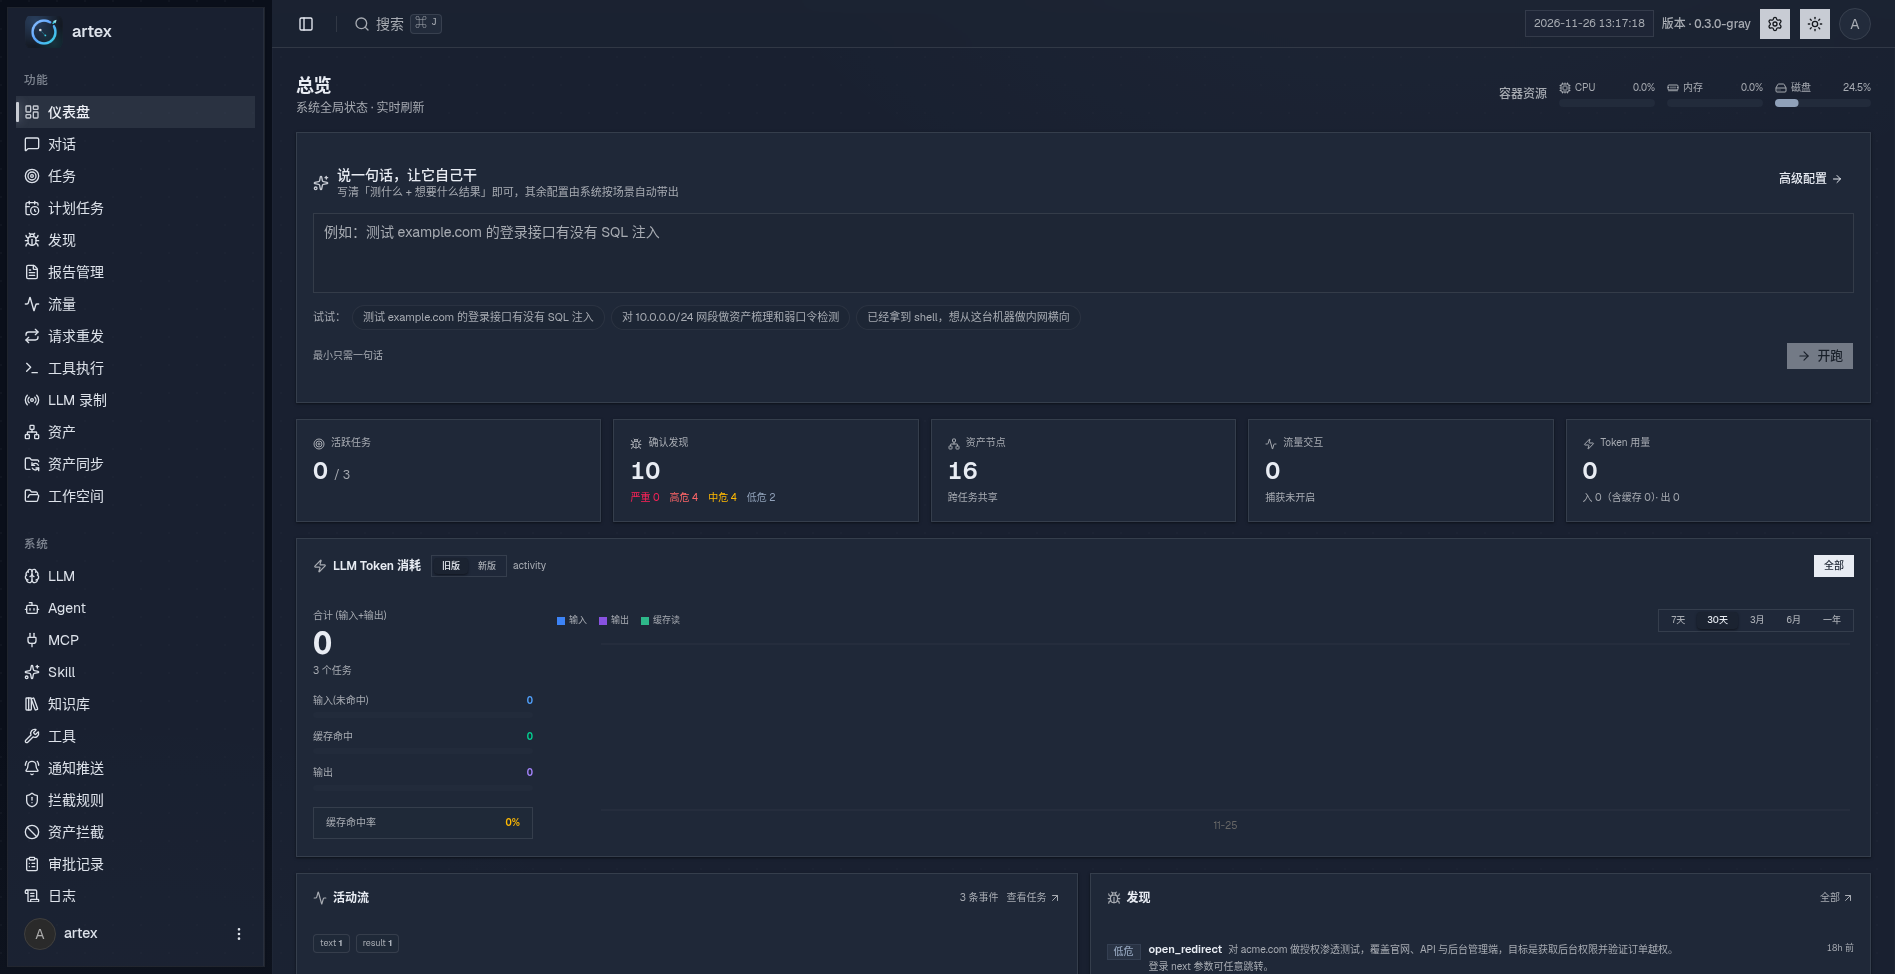 artex
功能
仪表盘
对话
任务
计划任务
发现
报告管理
流量
请求重发
工具执行
LLM 录制
资产
资产同步
工作空间
系统
LLM
Agent
MCP
Skill
知识库
工具
通知推送
拦截规则
资产拦截
审批记录
日志
A artex
搜索 ⌘ J
2026-11-26 13:17:18 版本 · 0.3.0-gray A
总览
系统全局状态 · 实时刷新
容器资源 CPU 0.0% 内存 0.0% 磁盘 24.5%
说一句话，让它自己干
写清「测什么 + 想要什么结果」即可，其余配置由系统按场景自动带出
高级配置 →
例如：测试 example.com 的登录接口有没有 SQL 注入
试试： 测试 example.com 的登录接口有没有 SQL 注入 对 10.0.0.0/24 网段做资产梳理和弱口令检测 已经拿到 shell，想从这台机器做内网横向
最小只需一句话
→ 开跑
活跃任务
0 / 3
确认发现
10
严重 0 高危 4 中危 4 低危 2
资产节点
16
跨任务共享
流量交互
0
捕获未开启
Token 用量
0
入 0（含缓存 0）· 出 0
LLM Token 消耗 旧版 新版 activity 全部
合计 (输入+输出)
0
3 个任务
输入(未命中) 0
缓存命中 0
输出 0
缓存命中率 0%
输入 输出 缓存读
7天 30天 3月 6月 一年
11-25
活动流 3 条事件 查看任务
text 1 result 1
发现 全部
低危 open_redirect 对 acme.com 做授权渗透测试，覆盖官网、API 与后台管理端，目标是获取后台权限并验证订单越权。 18h 前
登录 next 参数可任意跳转。